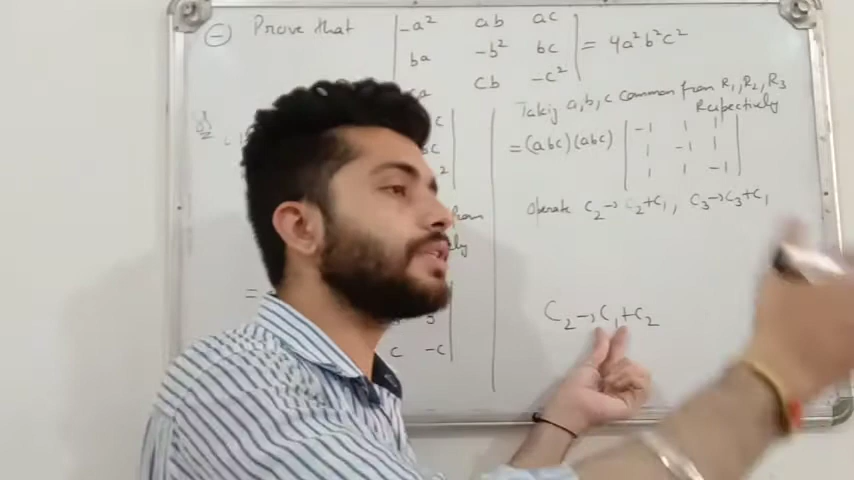 Prove that
-a² ab ac
ba -b² bc = 4a²b²c²
ca cb -c²
Taking a,b,c common from R₁, R₂, R₃
Respectively
= (abc)(abc) -1 1 1
1 -1 1
1 1 -1
Operate C₂→C₂+C₁, C₃→C₃+C₁
C₂→C₁+C₂
c -c